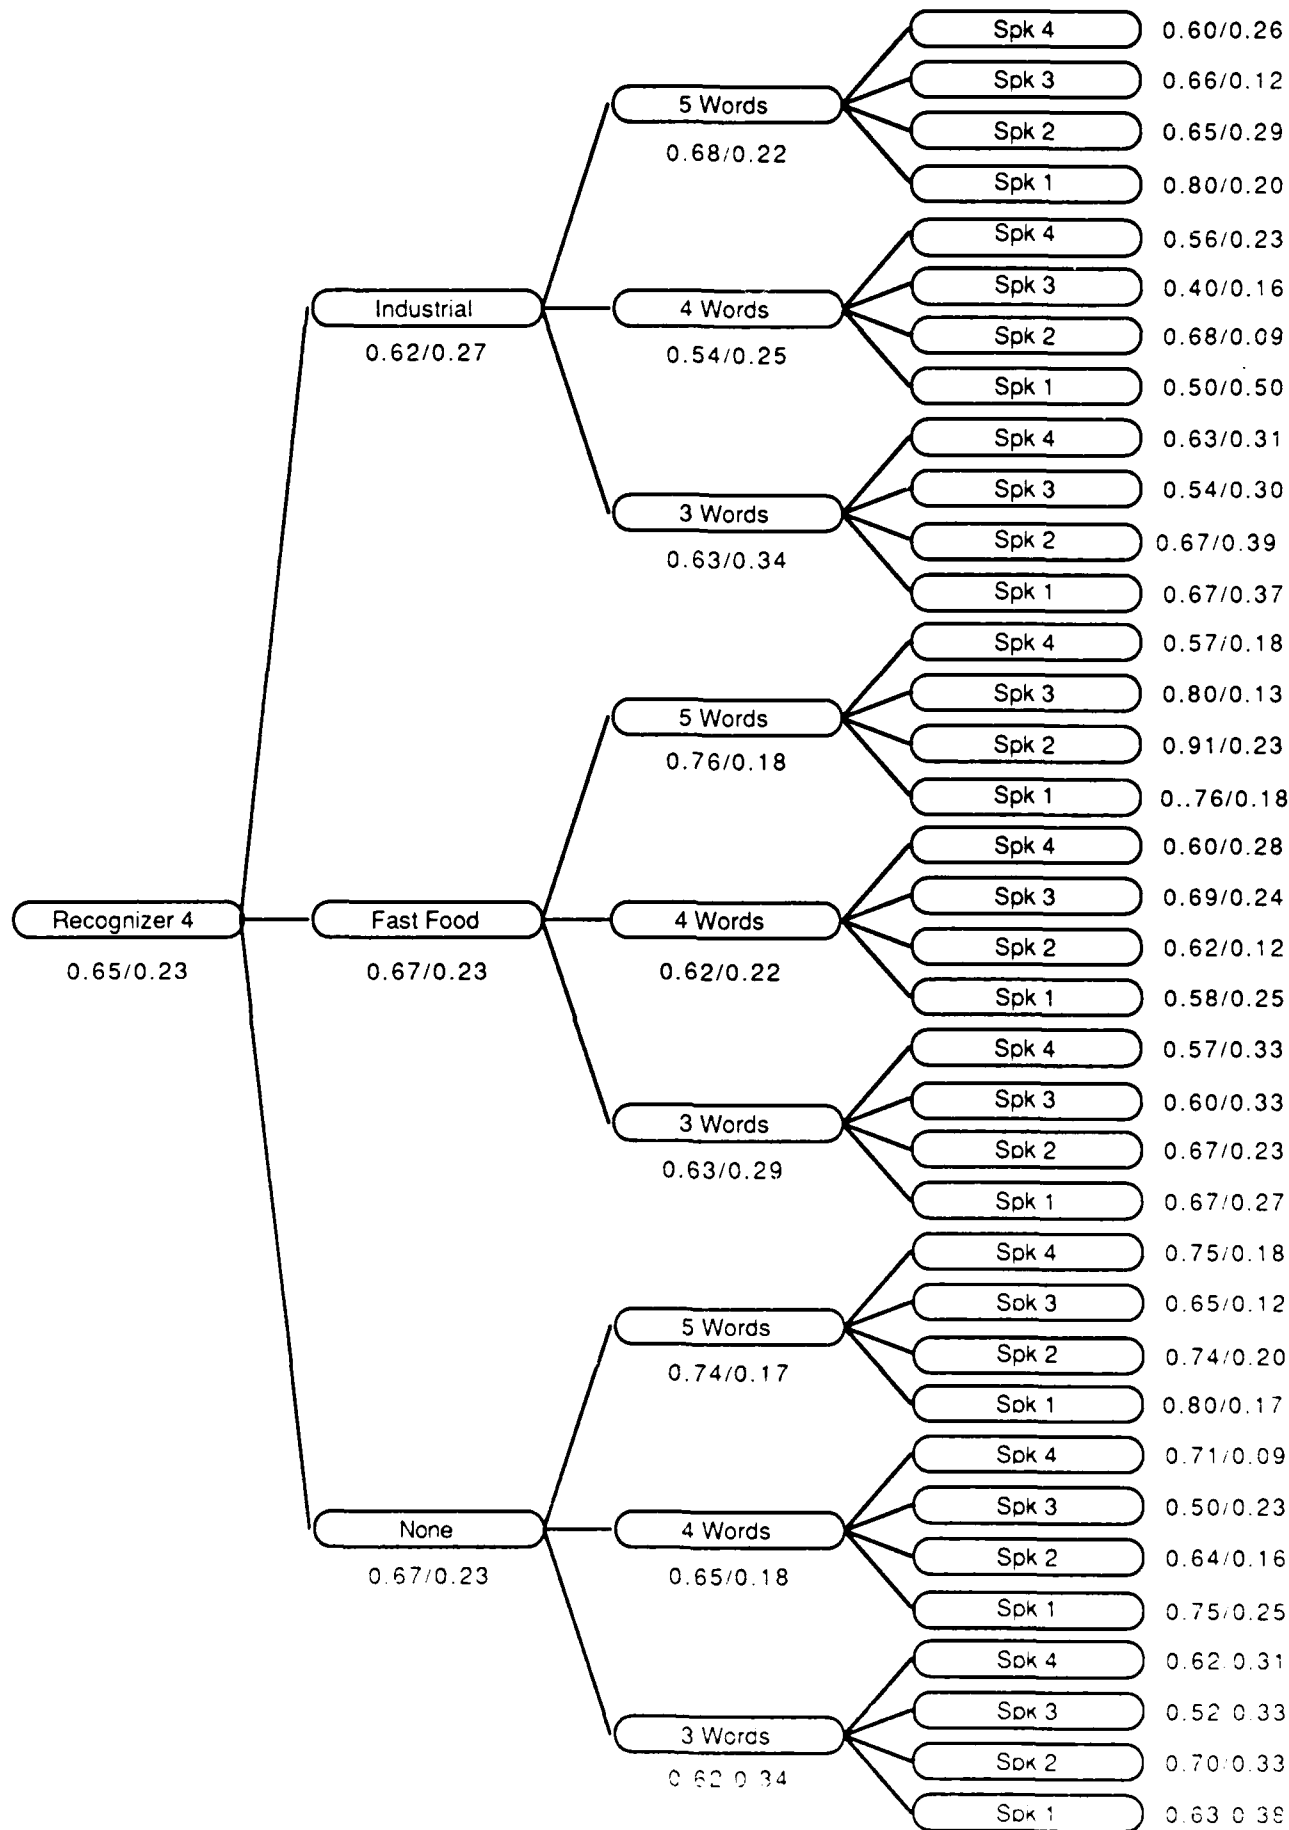 Spk 4 0.60/0.26
Spk 3 0.66/0.12
5 Words
Spk 2 0.65/0.29
0.68/0.22
Spk 1 0.80/0.20
Spk 4 0.56/0.23
Spk 3 0.40/0.16
Industrial
4 Words
Spk 2 0.68/0.09
0.62/0.27
0.54/0.25
Spk 1 0.50/0.50
Spk 4 0.63/0.31
Spk 3 0.54/0.30
3 Words
Spk 2 0.67/0.39
0.63/0.34
Spk 1 0.67/0.37
Spk 4 0.57/0.18
Spk 3 0.80/0.13
5 Words
Spk 2 0.91/0.23
0.76/0.18
Spk 1 0..76/0.18
Spk 4 0.60/0.28
Spk 3 0.69/0.24
Recognizer 4
Fast Food
4 Words
Spk 2 0.62/0.12
0.65/0.23
0.67/0.23
0.62/0.22
Spk 1 0.58/0.25
Spk 4 0.57/0.33
Spk 3 0.60/0.33
3 Words
Spk 2 0.67/0.23
0.63/0.29
Spk 1 0.67/0.27
Spk 4 0.75/0.18
Spk 3 0.65/0.12
5 Words
Spk 2 0.74/0.20
0.74/0.17
Spk 1 0.80/0.17
Spk 4 0.71/0.09
Spk 3 0.50/0.23
None
4 Words
Spk 2 0.64/0.16
0.67/0.23
0.65/0.18
Spk 1 0.75/0.25
Spk 4 0.62/0.31
Spk 3 0.52/0.33
3 Words
Spk 2 0.70/0.33
0.62/0.34
Spk 1